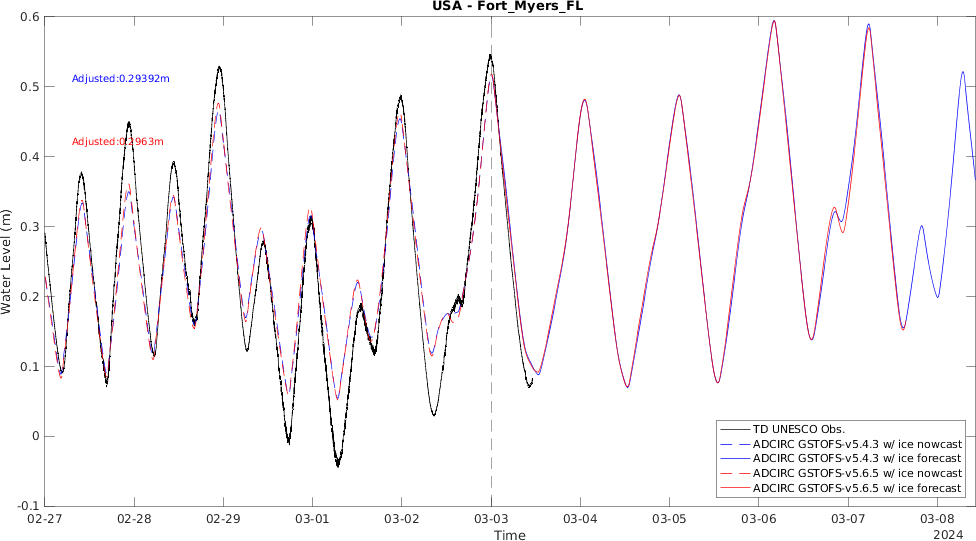 USA - Fort_Myers_FL
0.6
0.5
0.4
0.3
0.2
0.1
0
-0.1
Water Level (m)
Adjusted:0.29392m
Adjusted:0.2963m
TD UNESCO Obs.
ADCIRC GSTOFS-v5.4.3 w/ ice nowcast
ADCIRC GSTOFS-v5.4.3 w/ ice forecast
ADCIRC GSTOFS-v5.6.5 w/ ice nowcast
ADCIRC GSTOFS-v5.6.5 w/ ice forecast
02-27 02-28 02-29 03-01 03-02 03-03 03-04 03-05 03-06 03-07 03-08
Time
2024